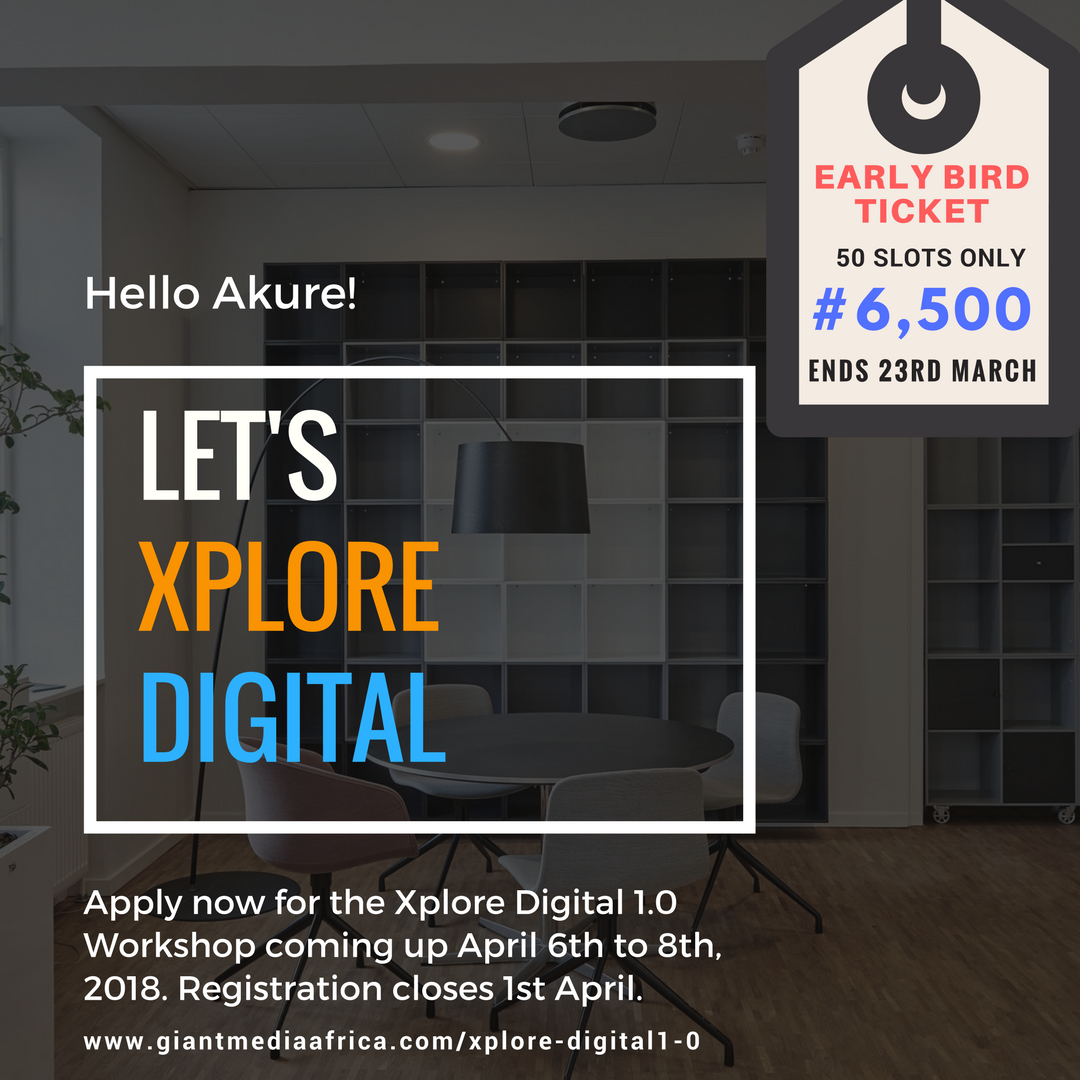 EARLY BIRD
TICKET
50 SLOTS ONLY
#6,500
ENDS 23RD MARCH
Hello Akure!
LET'S
XPLORE
DIGITAL
Apply now for the Xplore Digital 1.0
Workshop coming up April 6th to 8th,
2018. Registration closes 1st April.
www.giantmediaafrica.com/xplore-digital1-0